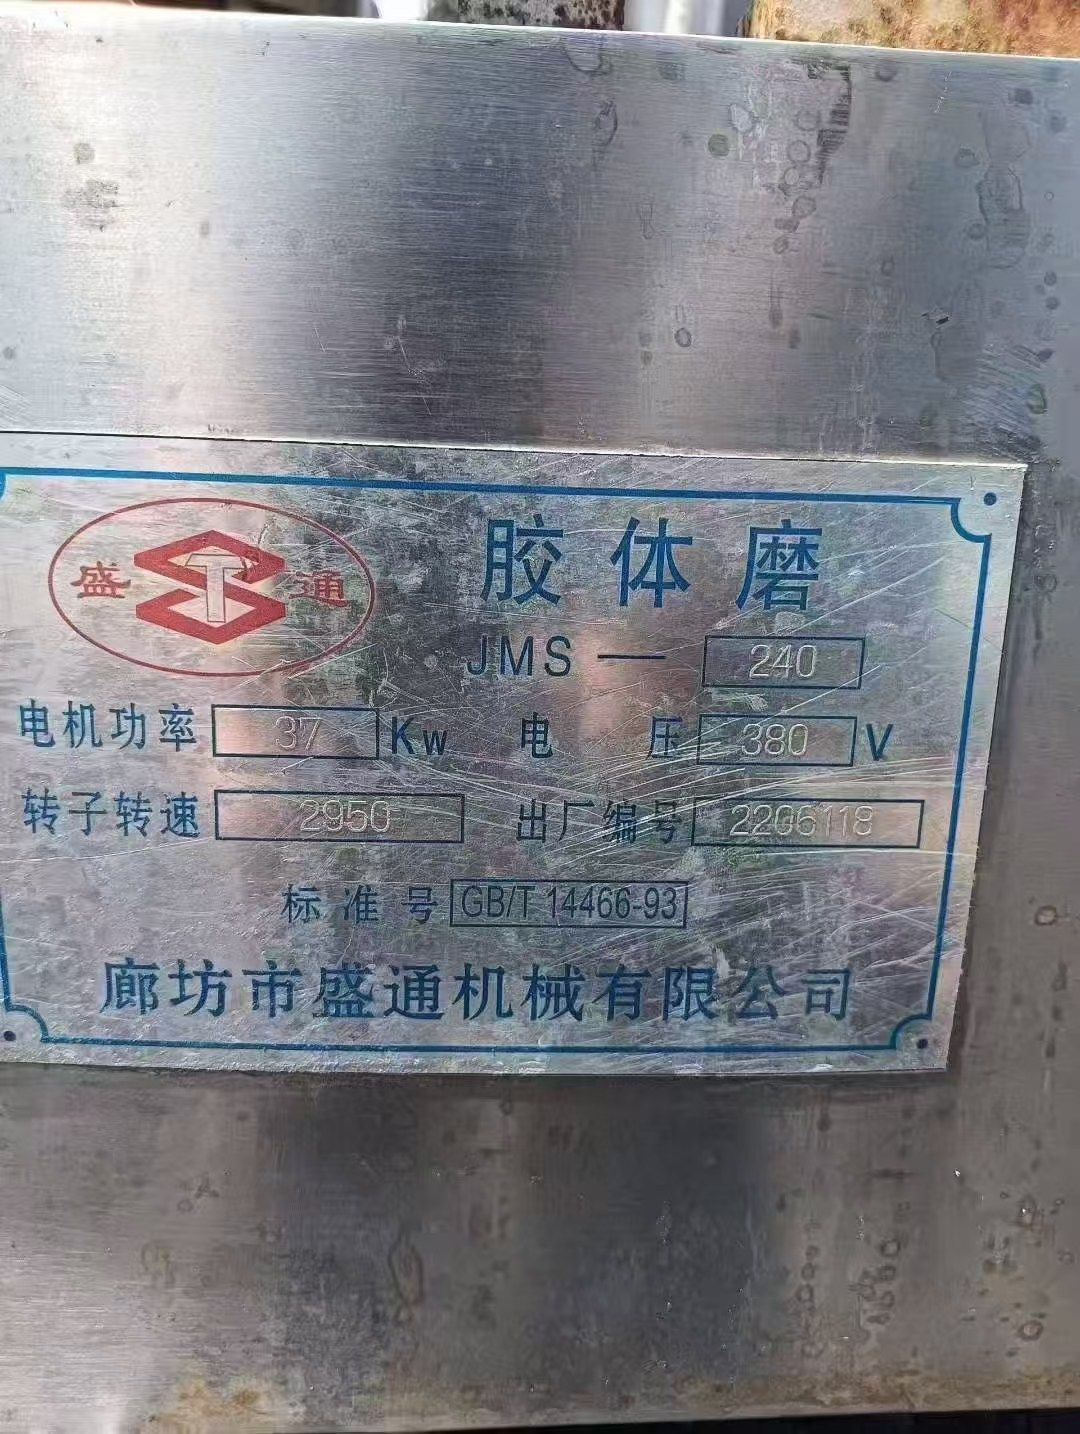 盛 ST 通
胶体磨
JMS — 240
电机功率 37 Kw 电压 380 V
转子转速 2950 出厂编号 2206118
标准号 GB/T 14466-93
廊坊市盛通机械有限公司